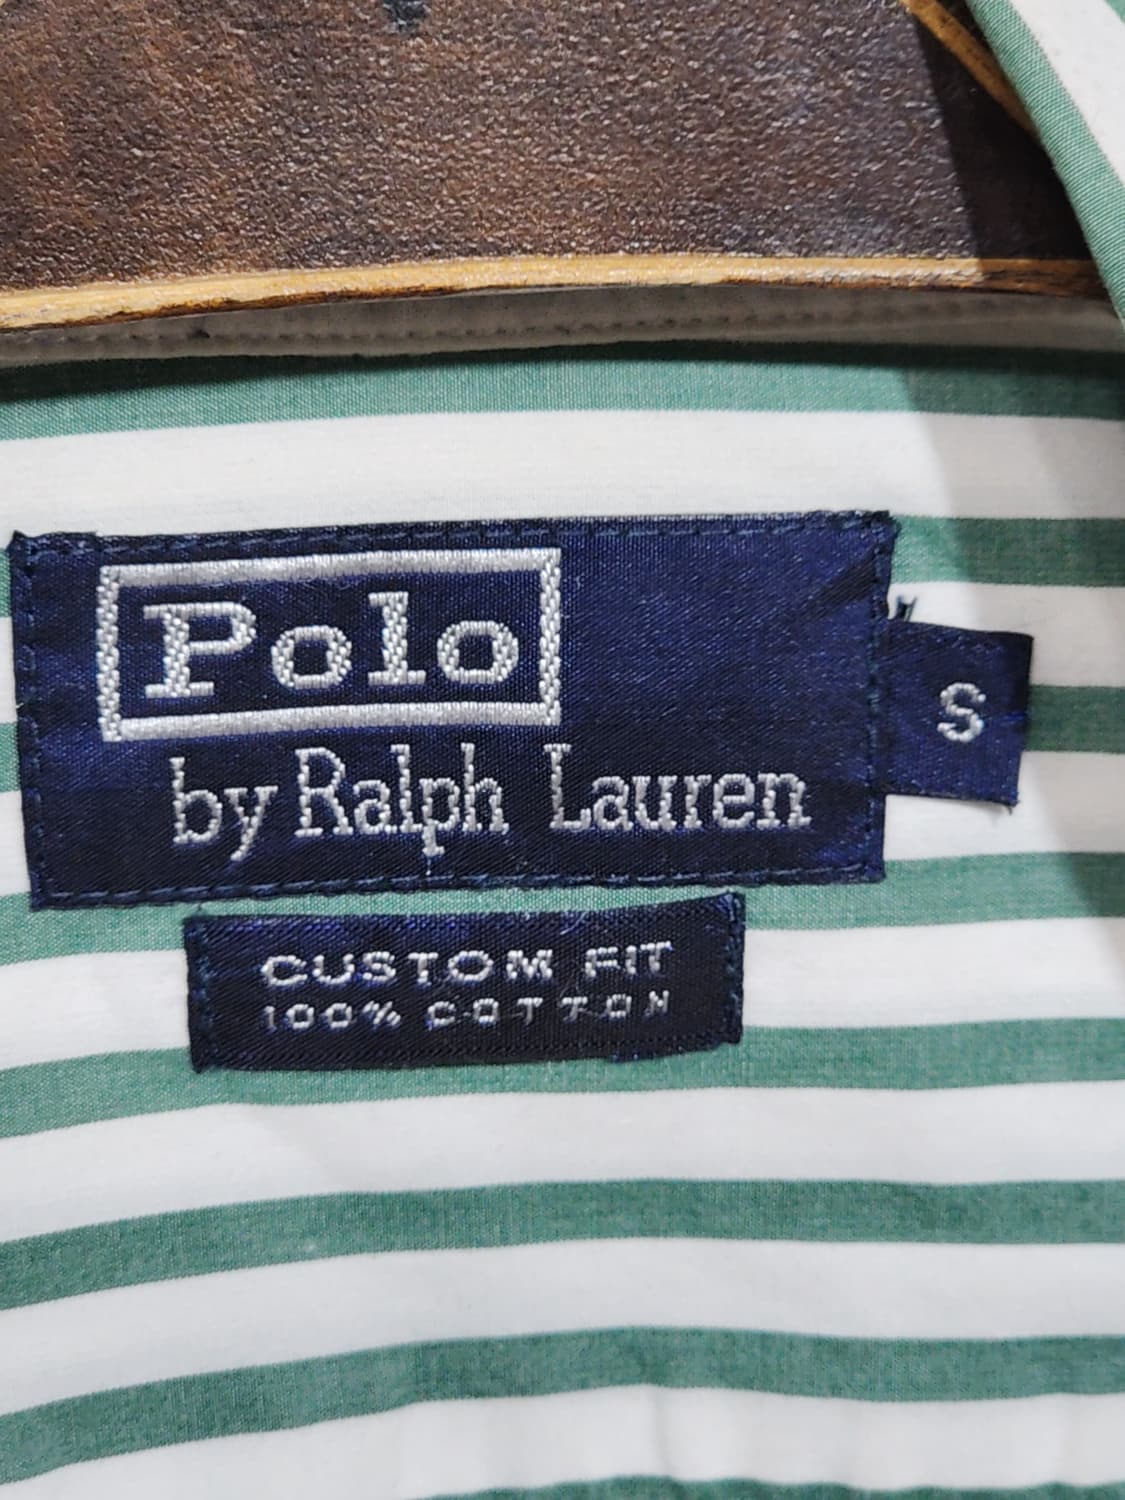 Polo
by Ralph Lauren
S
CUSTOM FIT
100% COTTON